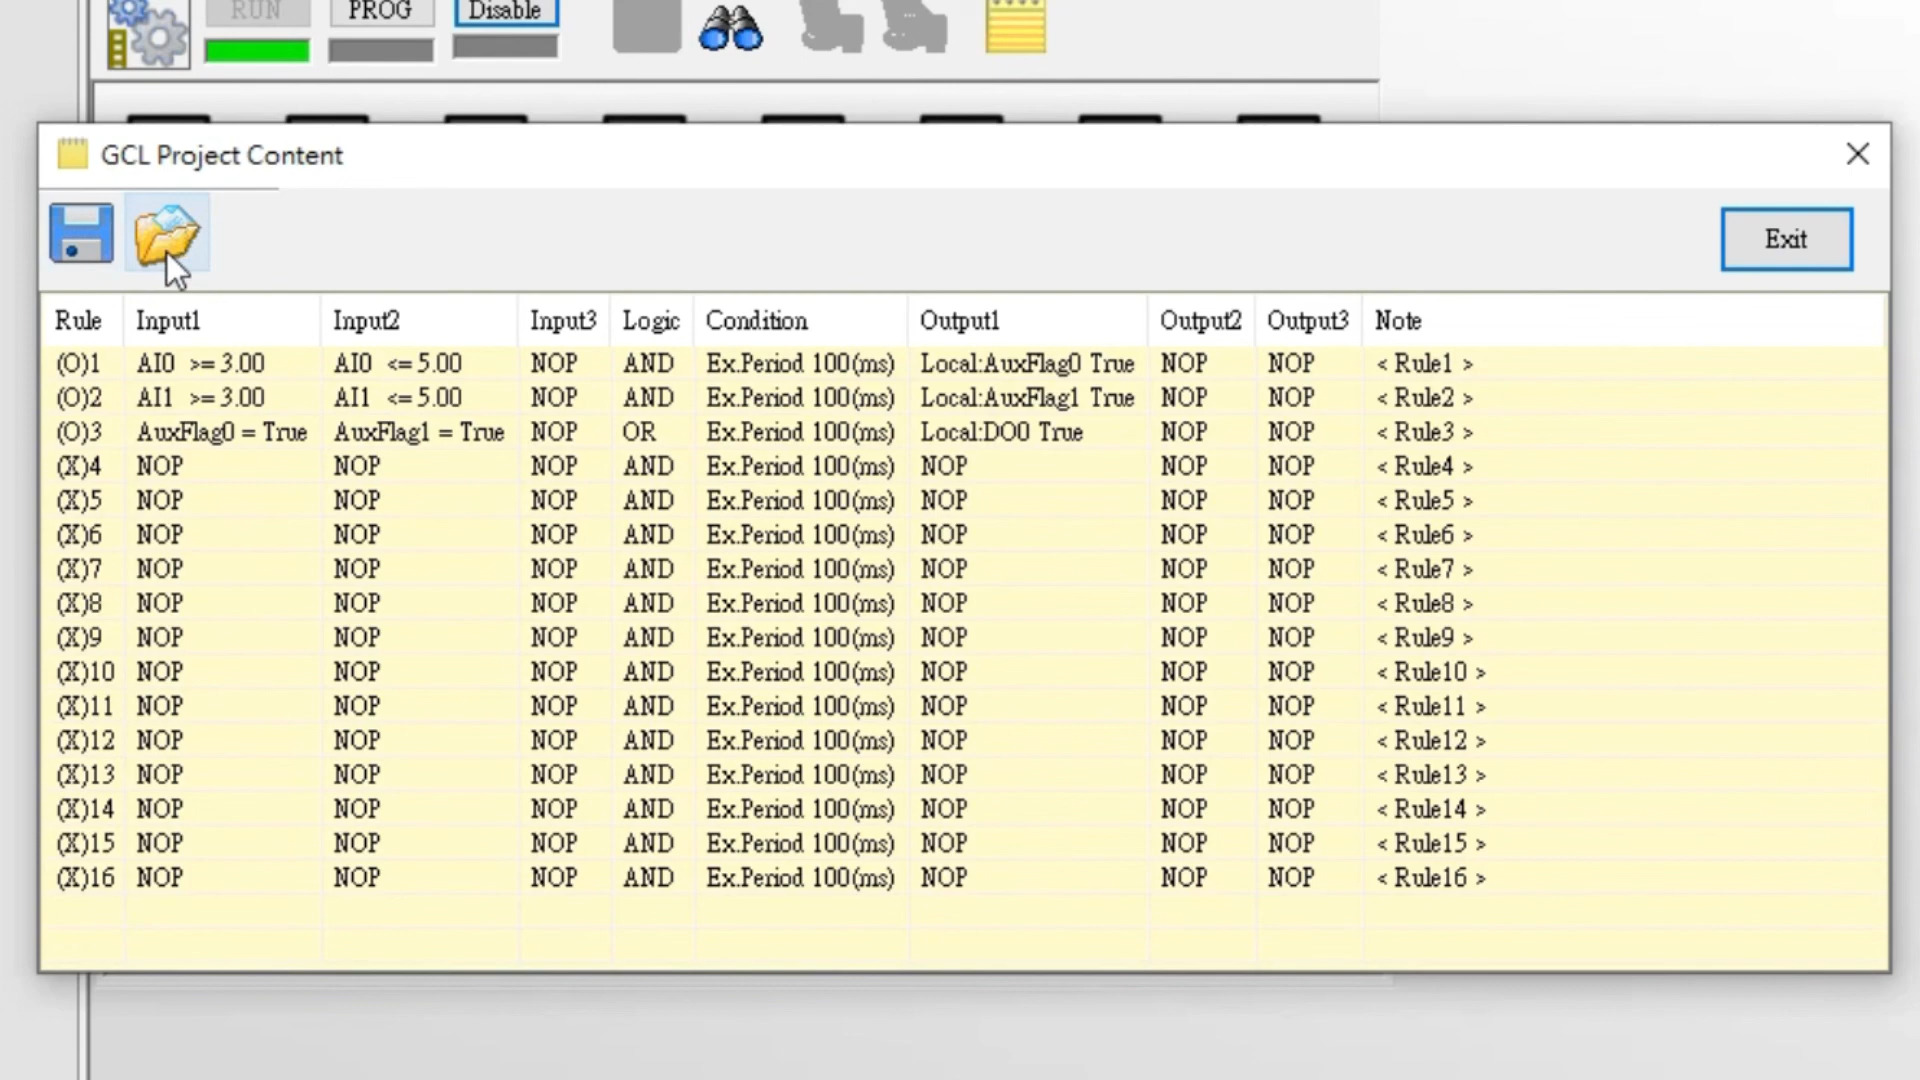 RUN PROG Disable
GCL Project Content
Exit
Rule Input1 Input2 Input3 Logic Condition Output1 Output2 Output3 Note
(O)1 AI0 >= 3.00 AI0 <= 5.00 NOP AND Ex.Period 100(ms) Local:AuxFlag0 True NOP NOP < Rule1 >
(O)2 AI1 >= 3.00 AI1 <= 5.00 NOP AND Ex.Period 100(ms) Local:AuxFlag1 True NOP NOP < Rule2 >
(O)3 AuxFlag0 = True AuxFlag1 = True NOP OR Ex.Period 100(ms) Local:DO0 True NOP NOP < Rule3 >
(X)4 NOP NOP NOP AND Ex.Period 100(ms) NOP NOP NOP < Rule4 >
(X)5 NOP NOP NOP AND Ex.Period 100(ms) NOP NOP NOP < Rule5 >
(X)6 NOP NOP NOP AND Ex.Period 100(ms) NOP NOP NOP < Rule6 >
(X)7 NOP NOP NOP AND Ex.Period 100(ms) NOP NOP NOP < Rule7 >
(X)8 NOP NOP NOP AND Ex.Period 100(ms) NOP NOP NOP < Rule8 >
(X)9 NOP NOP NOP AND Ex.Period 100(ms) NOP NOP NOP < Rule9 >
(X)10 NOP NOP NOP AND Ex.Period 100(ms) NOP NOP NOP < Rule10 >
(X)11 NOP NOP NOP AND Ex.Period 100(ms) NOP NOP NOP < Rule11 >
(X)12 NOP NOP NOP AND Ex.Period 100(ms) NOP NOP NOP < Rule12 >
(X)13 NOP NOP NOP AND Ex.Period 100(ms) NOP NOP NOP < Rule13 >
(X)14 NOP NOP NOP AND Ex.Period 100(ms) NOP NOP NOP < Rule14 >
(X)15 NOP NOP NOP AND Ex.Period 100(ms) NOP NOP NOP < Rule15 >
(X)16 NOP NOP NOP AND Ex.Period 100(ms) NOP NOP NOP < Rule16 >